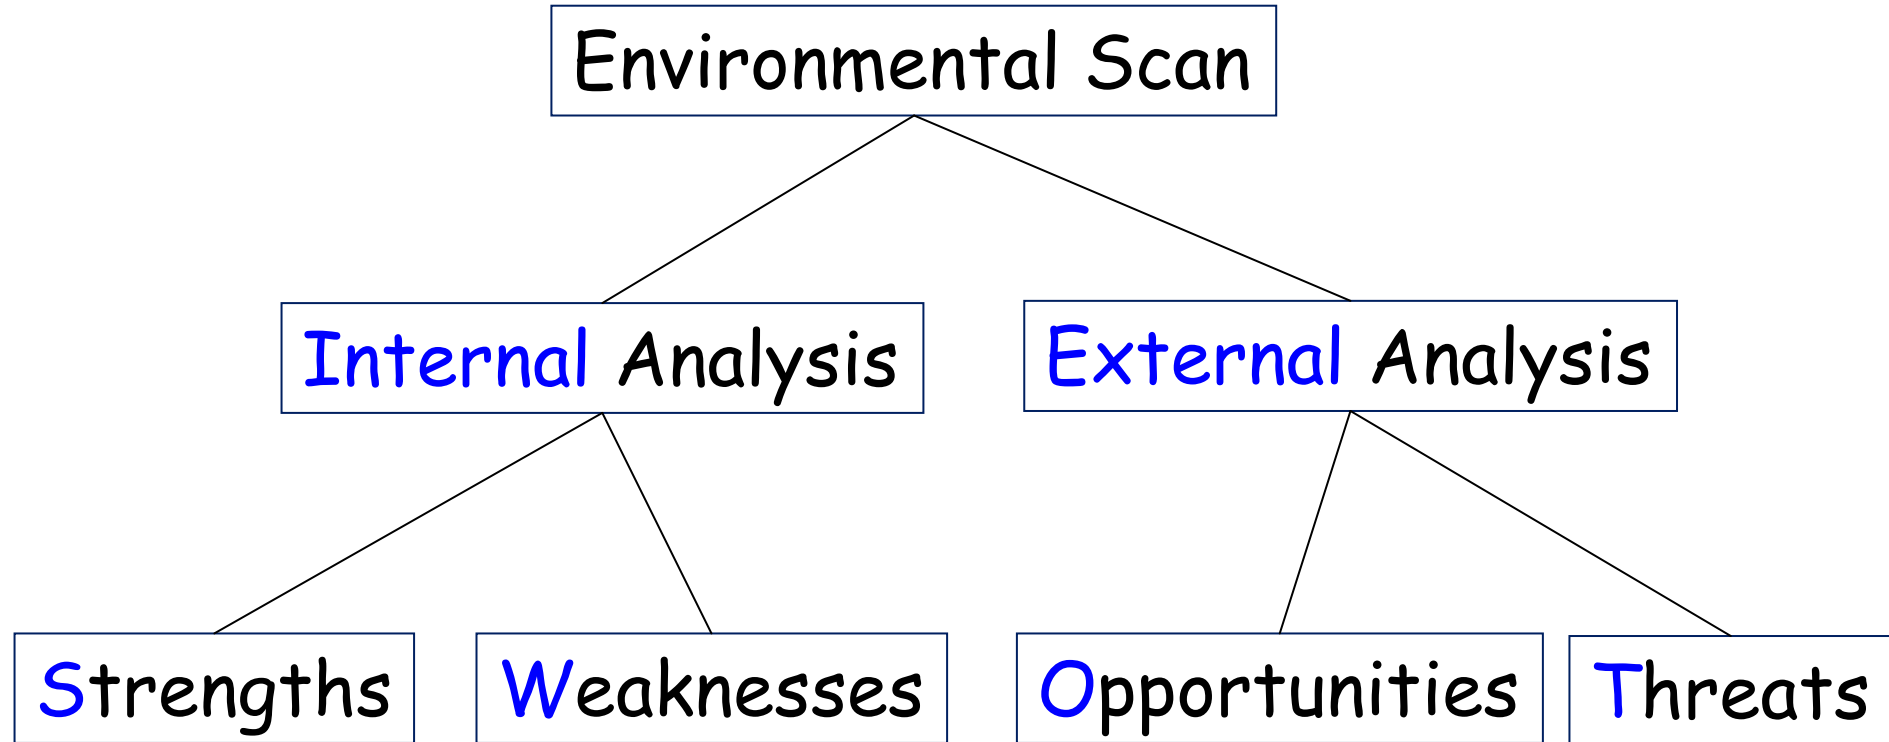 Environmental Scan
Internal Analysis
External Analysis
Strengths
Weaknesses
Opportunities
Threats